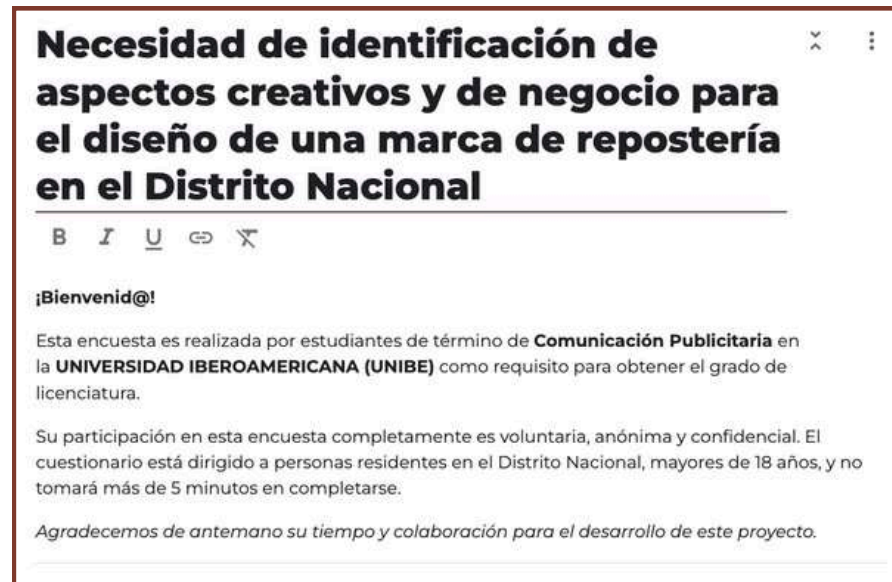 Necesidad de identificación de
aspectos creativos y de negocio para
el diseño de una marca de repostería
en el Distrito Nacional
B I U
¡Bienvenid@!
Esta encuesta es realizada por estudiantes de término de Comunicación Publicitaria en
la UNIVERSIDAD IBEROAMERICANA (UNIBE) como requisito para obtener el grado de
licenciatura.
Su participación en esta encuesta completamente es voluntaria, anónima y confidencial. El
cuestionario está dirigido a personas residentes en el Distrito Nacional, mayores de 18 años, y no
tomará más de 5 minutos en completarse.
Agradecemos de antemano su tiempo y colaboración para el desarrollo de este proyecto.